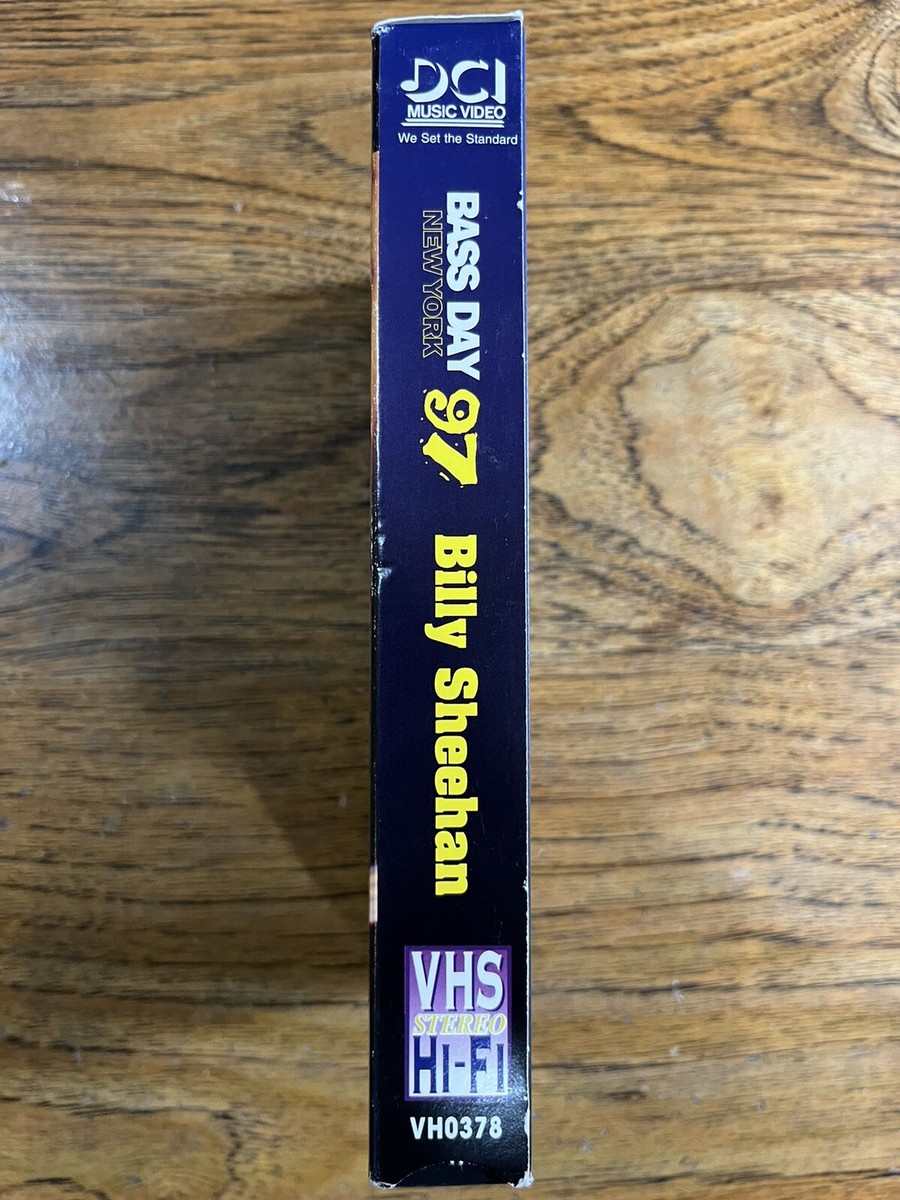 DCI
MUSIC VIDEO
We Set the Standard
BASS DAY
NEW YORK
97
Billy Sheehan
VHS
STEREO
HI-FI
VH0378